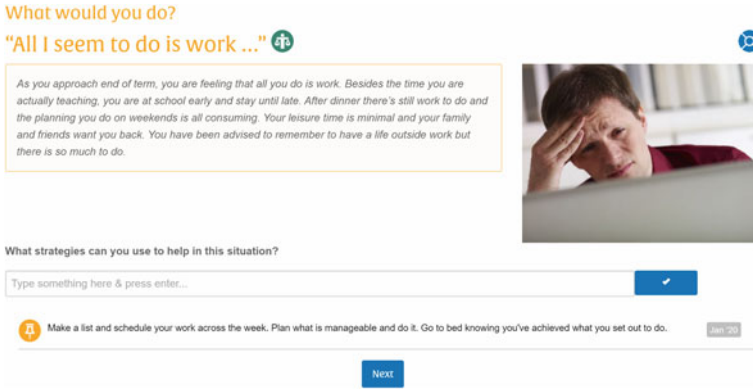 What would you do?
“All I seem to do is work ...”
As you approach end of term, you are feeling that all you do is work. Besides the time you are
actually teaching, you are at school early and stay until late. After dinner there's still work to do and
the planning you do on weekends is all consuming. Your leisure time is minimal and your family
and friends want you back. You have been advised to remember to have a life outside work but
there is so much to do.
What strategies can you use to help in this situation?
Type something here & press enter...
Make a list and schedule your work across the week. Plan what is manageable and do it. Go to bed knowing you've achieved what you set out to do.
Jan '20
Next